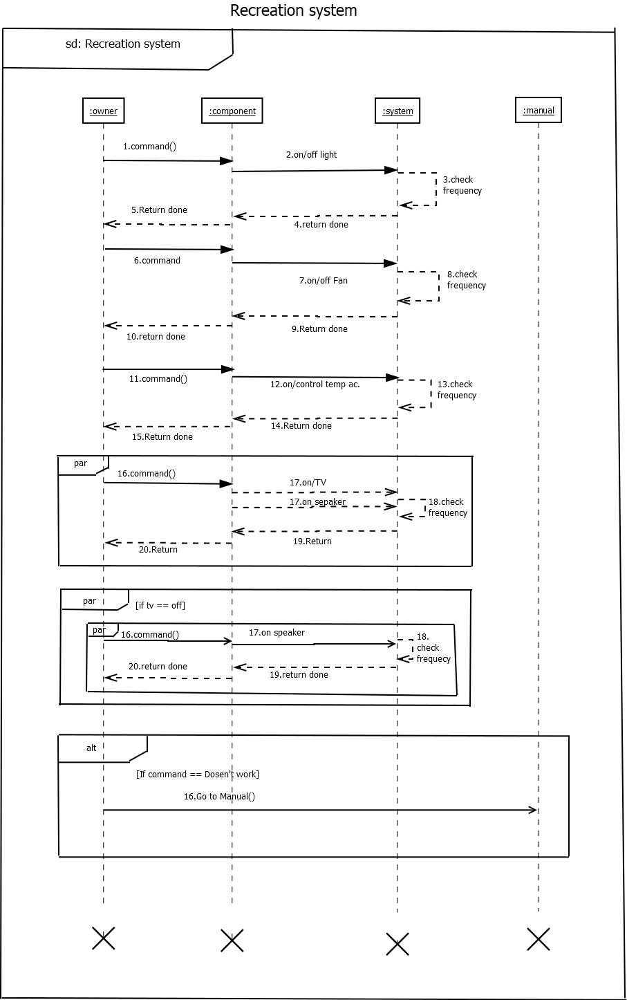 Recreation system
sd: Recreation system
:owner
:component
:system
:manual
1.command()
2.on/off light
3.check
frequency
5.Return done
4.return done
6.command
7.on/off Fan
8.check
frequency
9.Return done
10.return done
11.command()
12.on/control temp ac.
13.check
frequency
14.Return done
15.Return done
par
16.command()
17.on/TV
17.on sepaker
18.check
frequency
19.Return
20.Return
par
[if tv == off]
par
16.command()
17.on speaker
18.
check
frequecy
20.return done
19.return done
alt
[If command == Dosen't work]
16.Go to Manual()